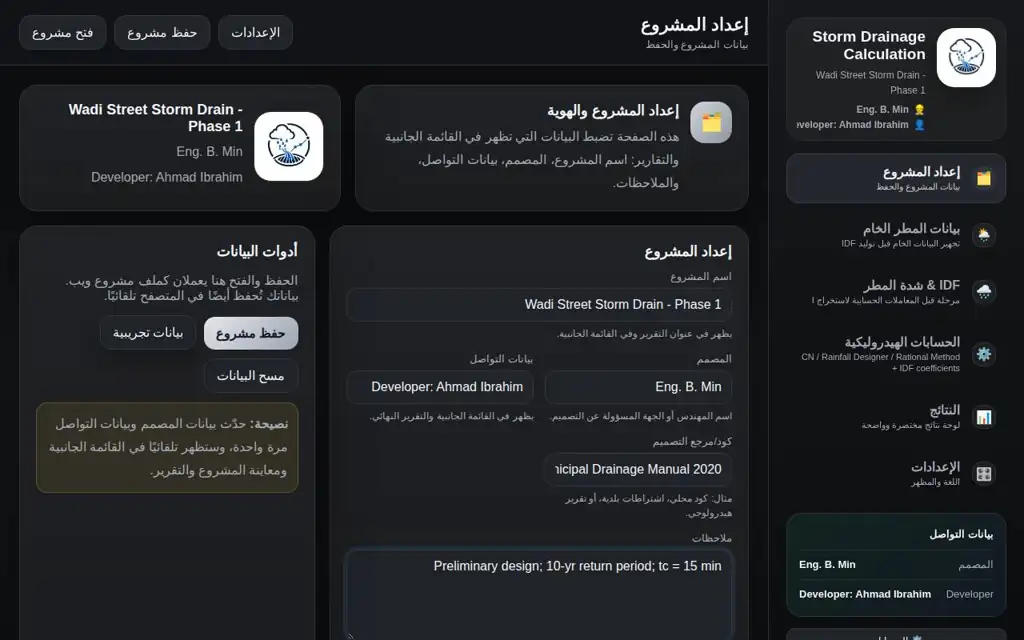 Storm Drainage
Calculation
Wadi Street Storm Drain -
Phase 1
Eng. B. Min
veloper: Ahmad Ibrahim
إعداد المشروع
بيانات المشروع والحفظ
بيانات المطر الخام
تجهيز البيانات الخام قبل توليد IDF
IDF & شدة المطر
مرحلة قبل المعاملات الحسابية لاستخراج I
الحسابات الهيدروليكية
CN / Rainfall Designer / Rational Method
+ IDF coefficients
النتائج
لوحة نتائج مختصرة وواضحة
الإعدادات
اللغة والمظهر
بيانات التواصل
المصمم
Eng. B. Min
Developer
Developer: Ahmad Ibrahim
إعداد المشروع
بيانات المشروع والحفظ
الإعدادات
حفظ مشروع
فتح مشروع
إعداد المشروع والهوية
هذه الصفحة تضبط البيانات التي تظهر في القائمة الجانبية
والتقارير: اسم المشروع، المصمم، بيانات التواصل،
والملاحظات.
Wadi Street Storm Drain -
Phase 1
Eng. B. Min
Developer: Ahmad Ibrahim
إعداد المشروع
اسم المشروع
Wadi Street Storm Drain - Phase 1
يظهر في عنوان التقرير وفي القائمة الجانبية.
المصمم
بيانات التواصل
Eng. B. Min
Developer: Ahmad Ibrahim
اسم المهندس أو الجهة المسؤولة عن التصميم.
يظهر في القائمة الجانبية والتقرير النهائي.
كود/مرجع التصميم
nicipal Drainage Manual 2020
مثال: كود محلي، اشتراطات بلدية، أو تقرير
هيدرولوجي.
ملاحظات
Preliminary design; 10-yr return period; tc = 15 min
أدوات البيانات
الحفظ والفتح هنا يعملان كملف مشروع ويب.
بياناتك تُحفظ أيضًا في المتصفح تلقائيًا.
حفظ مشروع
بيانات تجريبية
مسح البيانات
نصيحة: حدّث بيانات المصمم وبيانات التواصل
مرة واحدة، وستظهر تلقائيًا في القائمة الجانبية
ومعاينة المشروع والتقرير.